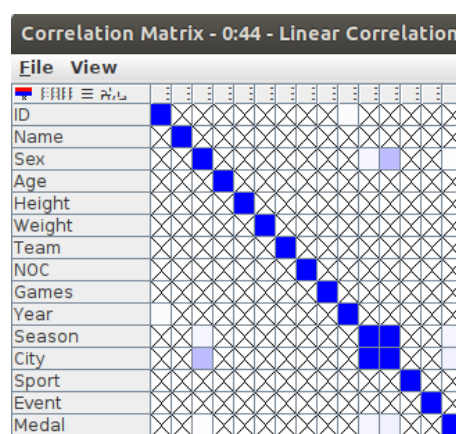 Correlation Matrix - 0:44 - Linear Correlation
File View
ID
Name
Sex
Age
Height
Weight
Team
NOC
Games
Year
Season
City
Sport
Event
Medal